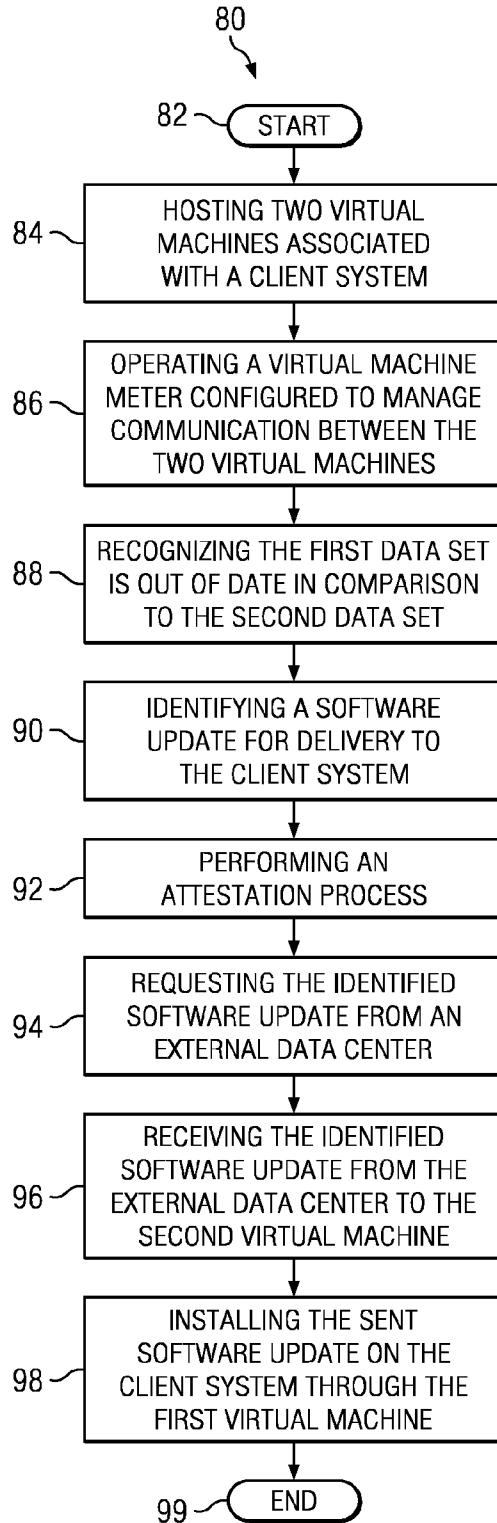 80
82
START
84
HOSTING TWO VIRTUAL
MACHINES ASSOCIATED
WITH A CLIENT SYSTEM
86
OPERATING A VIRTUAL MACHINE
METER CONFIGURED TO MANAGE
COMMUNICATION BETWEEN THE
TWO VIRTUAL MACHINES
88
RECOGNIZING THE FIRST DATA SET
IS OUT OF DATE IN COMPARISON
TO THE SECOND DATA SET
90
IDENTIFYING A SOFTWARE
UPDATE FOR DELIVERY TO
THE CLIENT SYSTEM
92
PERFORMING AN
ATTESTATION PROCESS
94
REQUESTING THE IDENTIFIED
SOFTWARE UPDATE FROM AN
EXTERNAL DATA CENTER
96
RECEIVING THE IDENTIFIED
SOFTWARE UPDATE FROM THE
EXTERNAL DATA CENTER TO THE
SECOND VIRTUAL MACHINE
98
INSTALLING THE SENT
SOFTWARE UPDATE ON THE
CLIENT SYSTEM THROUGH THE
FIRST VIRTUAL MACHINE
99
END